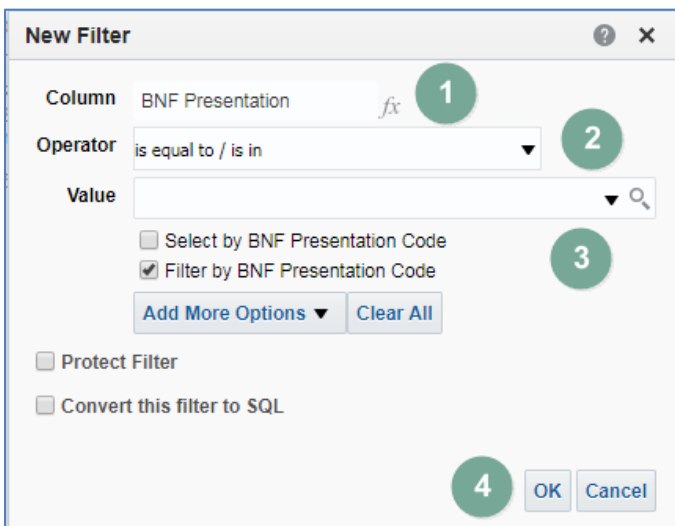 New Filter ? ×
Column BNF Presentation fx 1
Operator is equal to / is in 2
Value
Select by BNF Presentation Code
Filter by BNF Presentation Code 3
Add More Options Clear All
Protect Filter
Convert this filter to SQL
4 OK Cancel